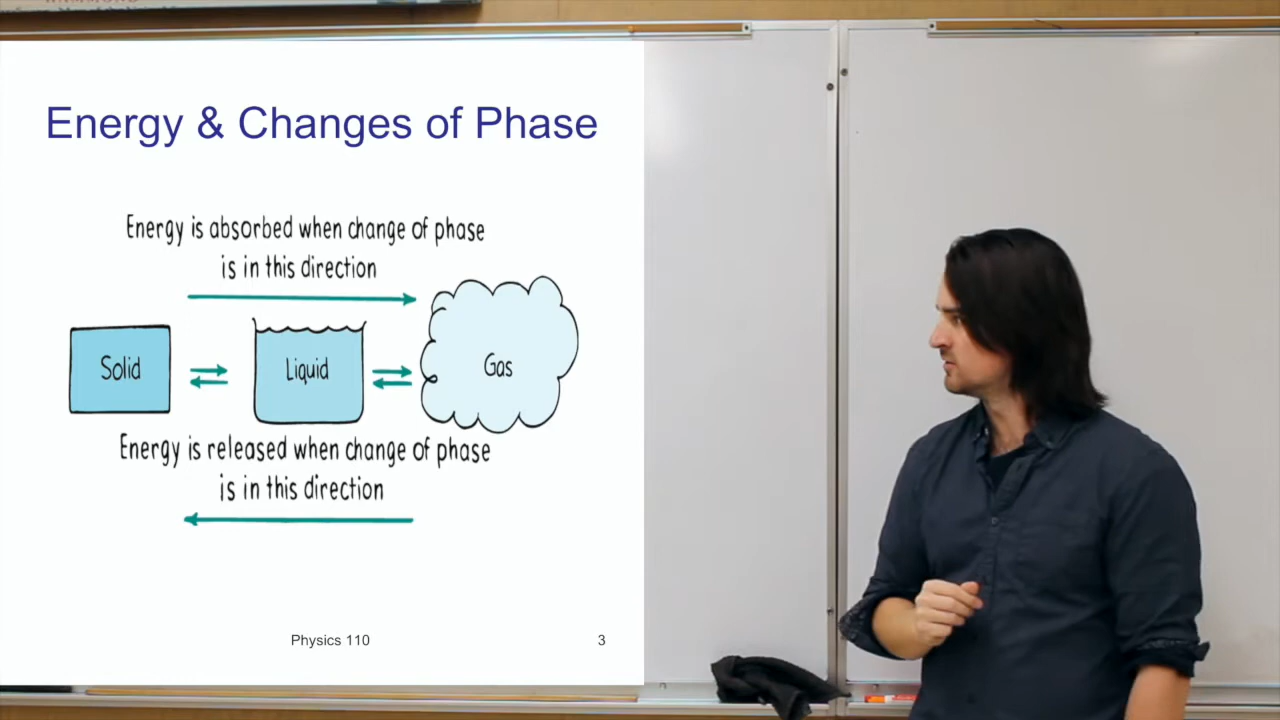 Energy & Changes of Phase
Energy is absorbed when change of phase
is in this direction
Solid
Liquid
Gas
Energy is released when change of phase
is in this direction
Physics 110
3